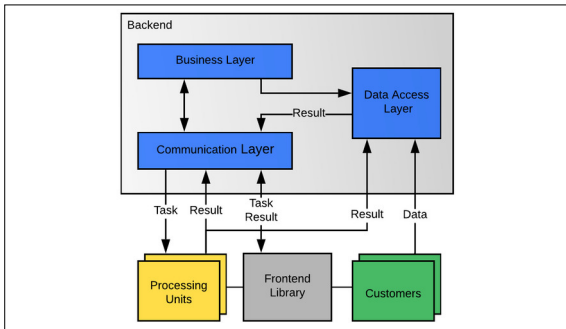 Backend
Business Layer
Data Access
Layer
Result
Communication Layer
Task
Result
Task
Result
Result
Data
Processing
Units
Frontend
Library
Customers